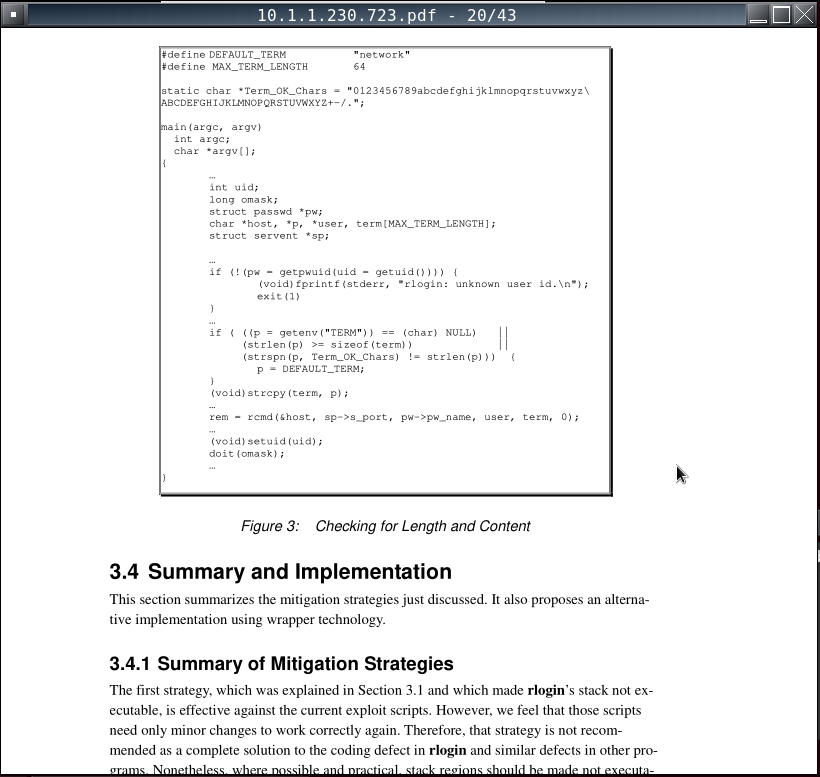 10.1.1.230.723.pdf - 20/43
#define DEFAULT_TERM "network"
#define MAX_TERM_LENGTH 64
static char *Term_OK_Chars = "0123456789abcdefghijklmnopqrstuvwxyz\
ABCDEFGHIJKLMNOPQRSTUVWXYZ+-/.";
main(argc, argv)
int argc;
char *argv[];
{
…
int uid;
long omask;
struct passwd *pw;
char *host, *p, *user, term[MAX_TERM_LENGTH];
struct servent *sp;
…
if (!(pw = getpwuid(uid = getuid()))) {
(void)fprintf(stderr, "rlogin: unknown user id.\n");
exit(1)
}
…
if ( ((p = getenv("TERM")) == (char) NULL) ||
(strlen(p) >= sizeof(term)) ||
(strspn(p, Term_OK_Chars) != strlen(p))) {
p = DEFAULT_TERM;
}
(void)strcpy(term, p);
…
rem = rcmd(&host, sp->s_port, pw->pw_name, user, term, 0);
…
(void)setuid(uid);
doit(omask);
…
}
Figure 3: Checking for Length and Content
3.4 Summary and Implementation
This section summarizes the mitigation strategies just discussed. It also proposes an alterna-
tive implementation using wrapper technology.
3.4.1 Summary of Mitigation Strategies
The first strategy, which was explained in Section 3.1 and which made rlogin's stack not ex-
ecutable, is effective against the current exploit scripts. However, we feel that those scripts
need only minor changes to work correctly again. Therefore, that strategy is not recom-
mended as a complete solution to the coding defect in rlogin and similar defects in other pro-
grams. Nonetheless, where possible and practical, stack regions should be made not executa-